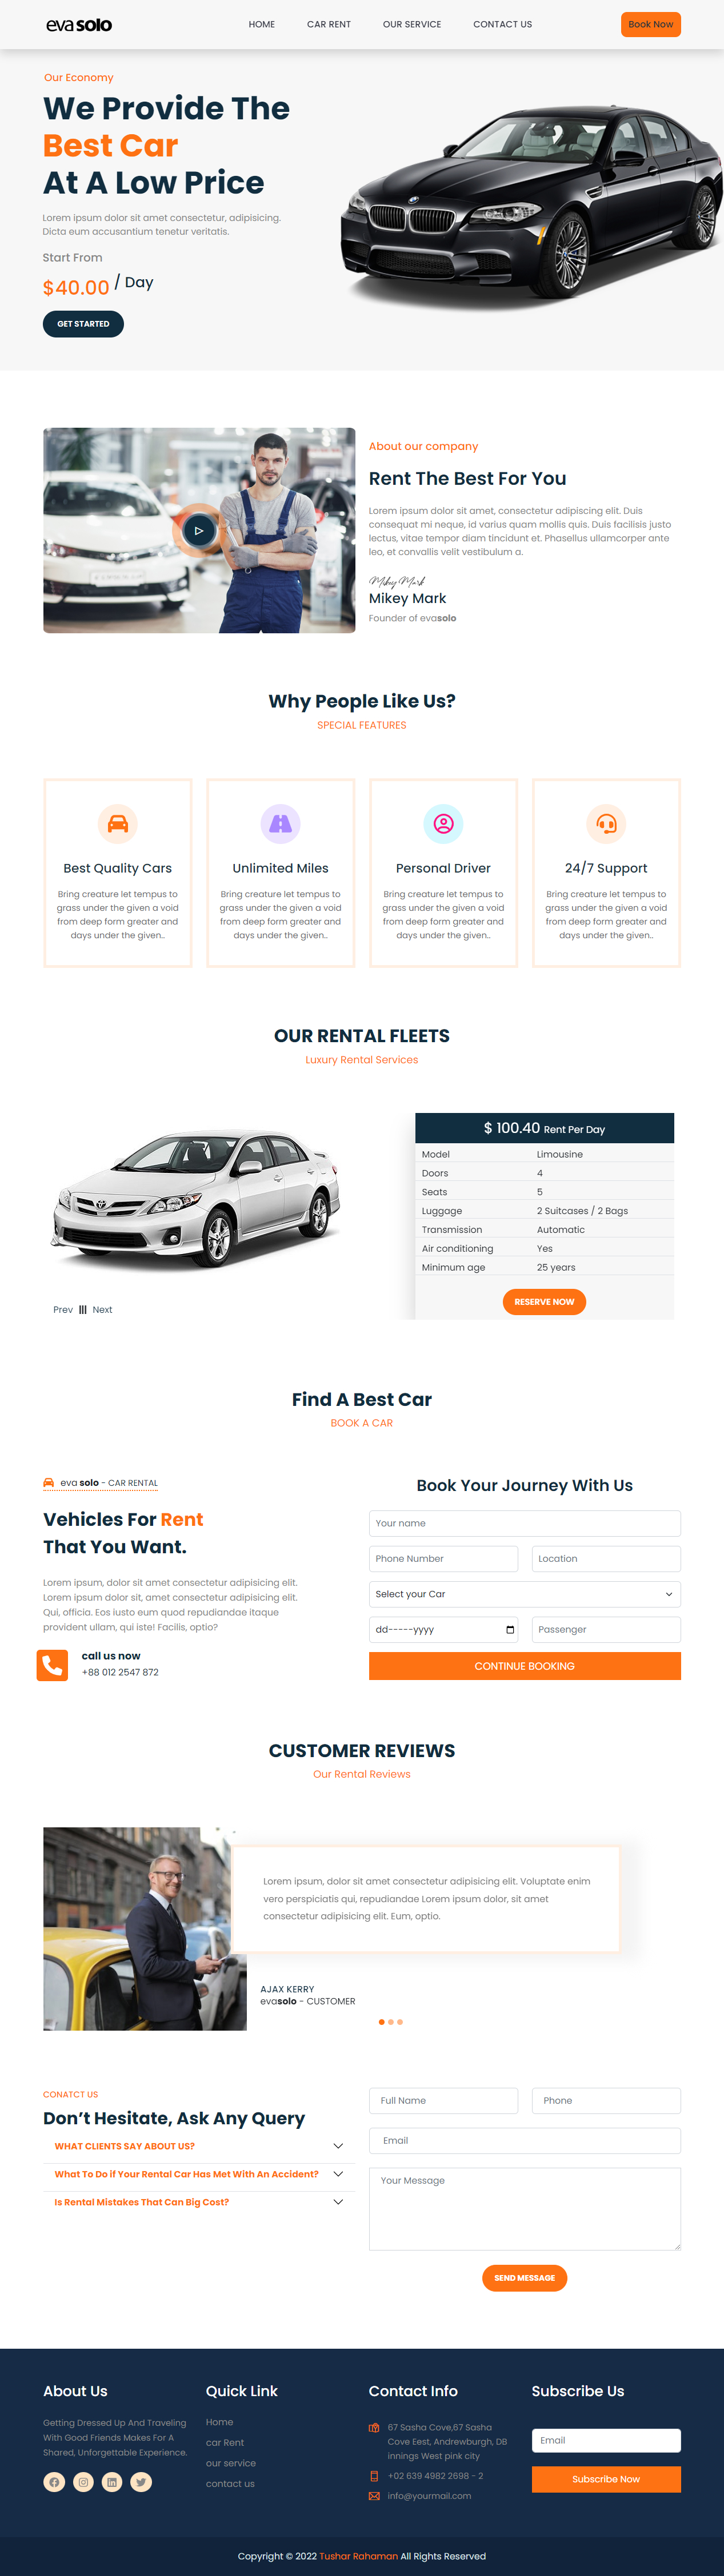 eva solo
HOME
CAR RENT
OUR SERVICE
CONTACT US
Book Now
Our Economy
We Provide The
Best Car
At A Low Price
Lorem ipsum dolor sit amet consectetur, adipisicing.
Dicta eum accusantium tenetur veritatis.
Start From
$40.00 / Day
GET STARTED
About our company
Rent The Best For You
Lorem ipsum dolor sit amet, consectetur adipiscing elit. Duis
consequat mi neque, id varius quam mollis quis. Duis facilisis justo
lectus, vitae tempor diam tincidunt et. Phasellus ullamcorper ante
leo, et convallis velit vestibulum a.
Mikey Mark
Mikey Mark
Founder of evasolo
Why People Like Us?
SPECIAL FEATURES
Best Quality Cars
Bring creature let tempus to
grass under the given a void
from deep form greater and
days under the given..
Unlimited Miles
Bring creature let tempus to
grass under the given a void
from deep form greater and
days under the given..
Personal Driver
Bring creature let tempus to
grass under the given a void
from deep form greater and
days under the given..
24/7 Support
Bring creature let tempus to
grass under the given a void
from deep form greater and
days under the given..
OUR RENTAL FLEETS
Luxury Rental Services
Prev ||| Next
$ 100.40 Rent Per Day
Model Limousine
Doors 4
Seats 5
Luggage 2 Suitcases / 2 Bags
Transmission Automatic
Air conditioning Yes
Minimum age 25 years
RESERVE NOW
Find A Best Car
BOOK A CAR
eva solo - CAR RENTAL
Vehicles For Rent
That You Want.
Lorem ipsum, dolor sit amet consectetur adipisicing elit.
Lorem ipsum dolor sit, amet consectetur adipisicing elit.
Qui, officia. Eos iusto eum quod repudiandae itaque
provident ullam, qui iste! Facilis, optio?
call us now
+88 012 2547 872
Book Your Journey With Us
Your name
Phone Number
Location
Select your Car
dd-----yyyy
Passenger
CONTINUE BOOKING
CUSTOMER REVIEWS
Our Rental Reviews
Lorem ipsum, dolor sit amet consectetur adipisicing elit. Voluptate enim
vero perspiciatis qui, repudiandae Lorem ipsum dolor, sit amet
consectetur adipisicing elit. Eum, optio.
AJAX KERRY
evasolo - CUSTOMER
CONATCT US
Don't Hesitate, Ask Any Query
WHAT CLIENTS SAY ABOUT US?
What To Do if Your Rental Car Has Met With An Accident?
Is Rental Mistakes That Can Big Cost?
Full Name
Phone
Email
Your Message
SEND MESSAGE
About Us
Getting Dressed Up And Traveling
With Good Friends Makes For A
Shared, Unforgettable Experience.
Quick Link
Home
car Rent
our service
contact us
Contact Info
67 Sasha Cove,67 Sasha
Cove Eest, Andrewburgh, DB
innings West pink city
+02 639 4982 2698 - 2
info@yourmail.com
Subscribe Us
Email
Subscribe Now
Copyright © 2022 Tushar Rahaman All Rights Reserved